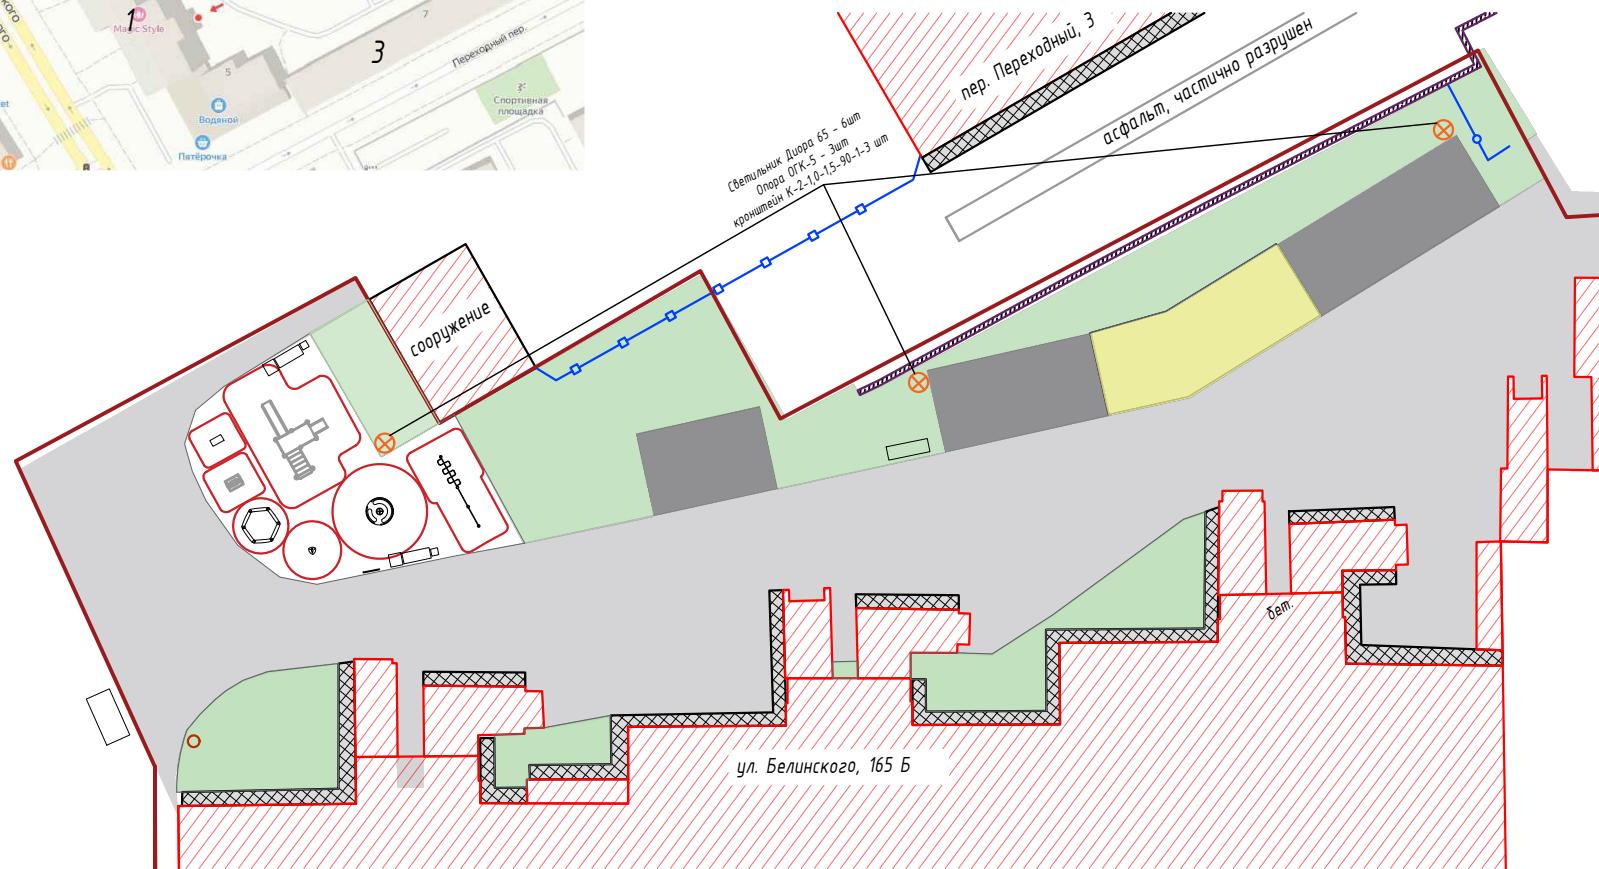 1
Magic Style
7
3
Переходный пер.
5
Водяной
Пятёрочка
Спортивная
площадка
пер. Переходный, 3
асфальт, частично разрушен
Светильник Диора 65 - 6шт
Опора ОГК-5 - 3шт
кронштейн К-2-1,0-1,5-90-1-3 шт
сооружение
бет.
ул. Белинского, 165 Б